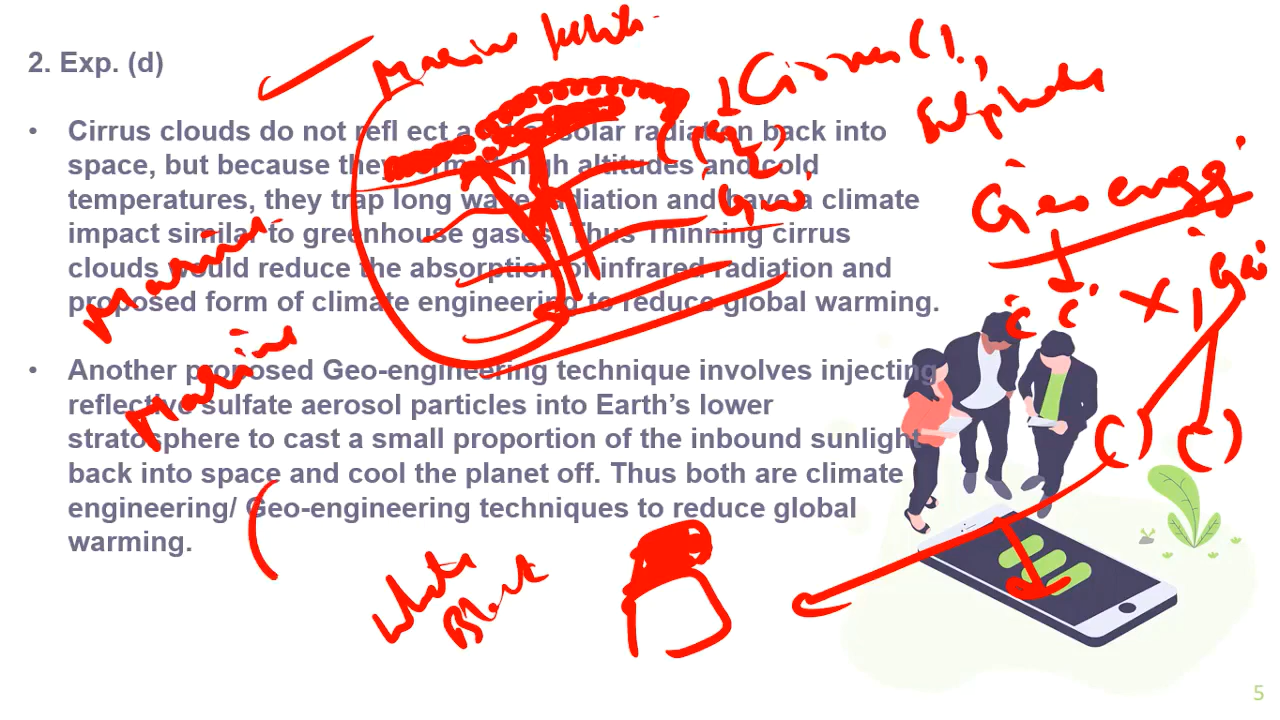 2. Exp. (d)
• Cirrus clouds do not refl ect a solar radiation back into
space, but because they high altitudes and cold
temperatures, they trap long wave radiation and have a climate
impact similar to greenhouse gases. Thus Thinning cirrus
clouds would reduce the absorption of infrared radiation and
proposed form of climate engineering to reduce global warming.
• Another proposed Geo-engineering technique involves injecting
reflective sulfate aerosol particles into Earth's lower
stratosphere to cast a small proportion of the inbound sunlight
back into space and cool the planet off. Thus both are climate
engineering/ Geo-engineering techniques to reduce global
warming.
Marine
Cirrus
Geo engg.
Marine
Marine
White
5